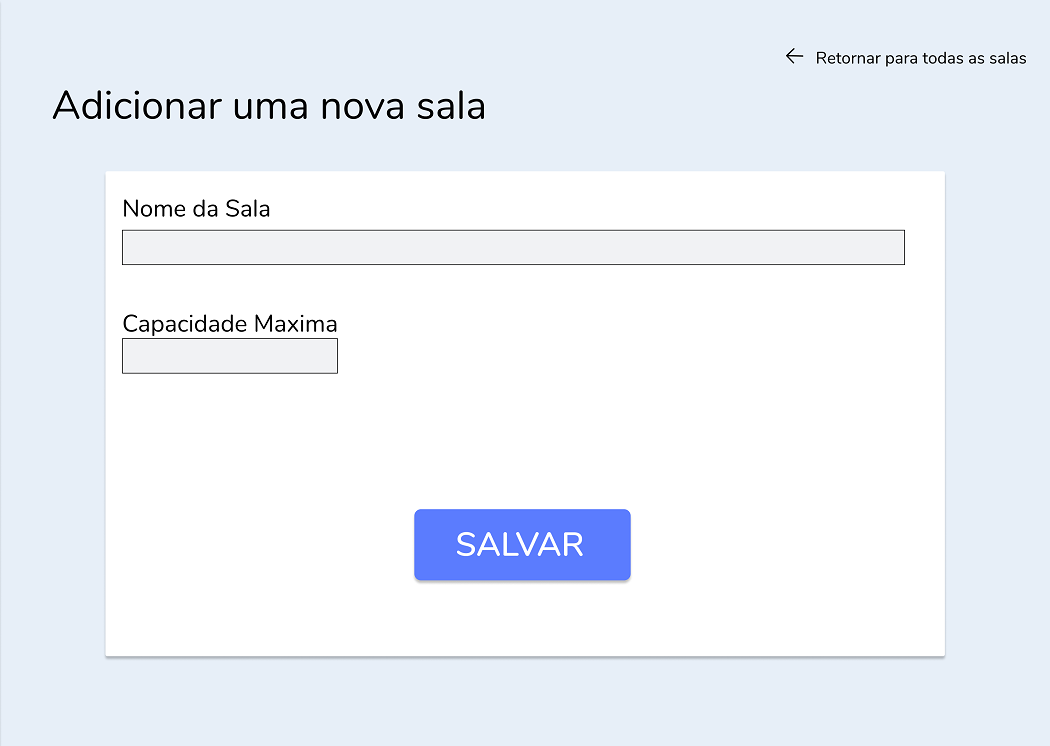 Retornar para todas as salas
Adicionar uma nova sala
Nome da Sala
Capacidade Maxima
SALVAR